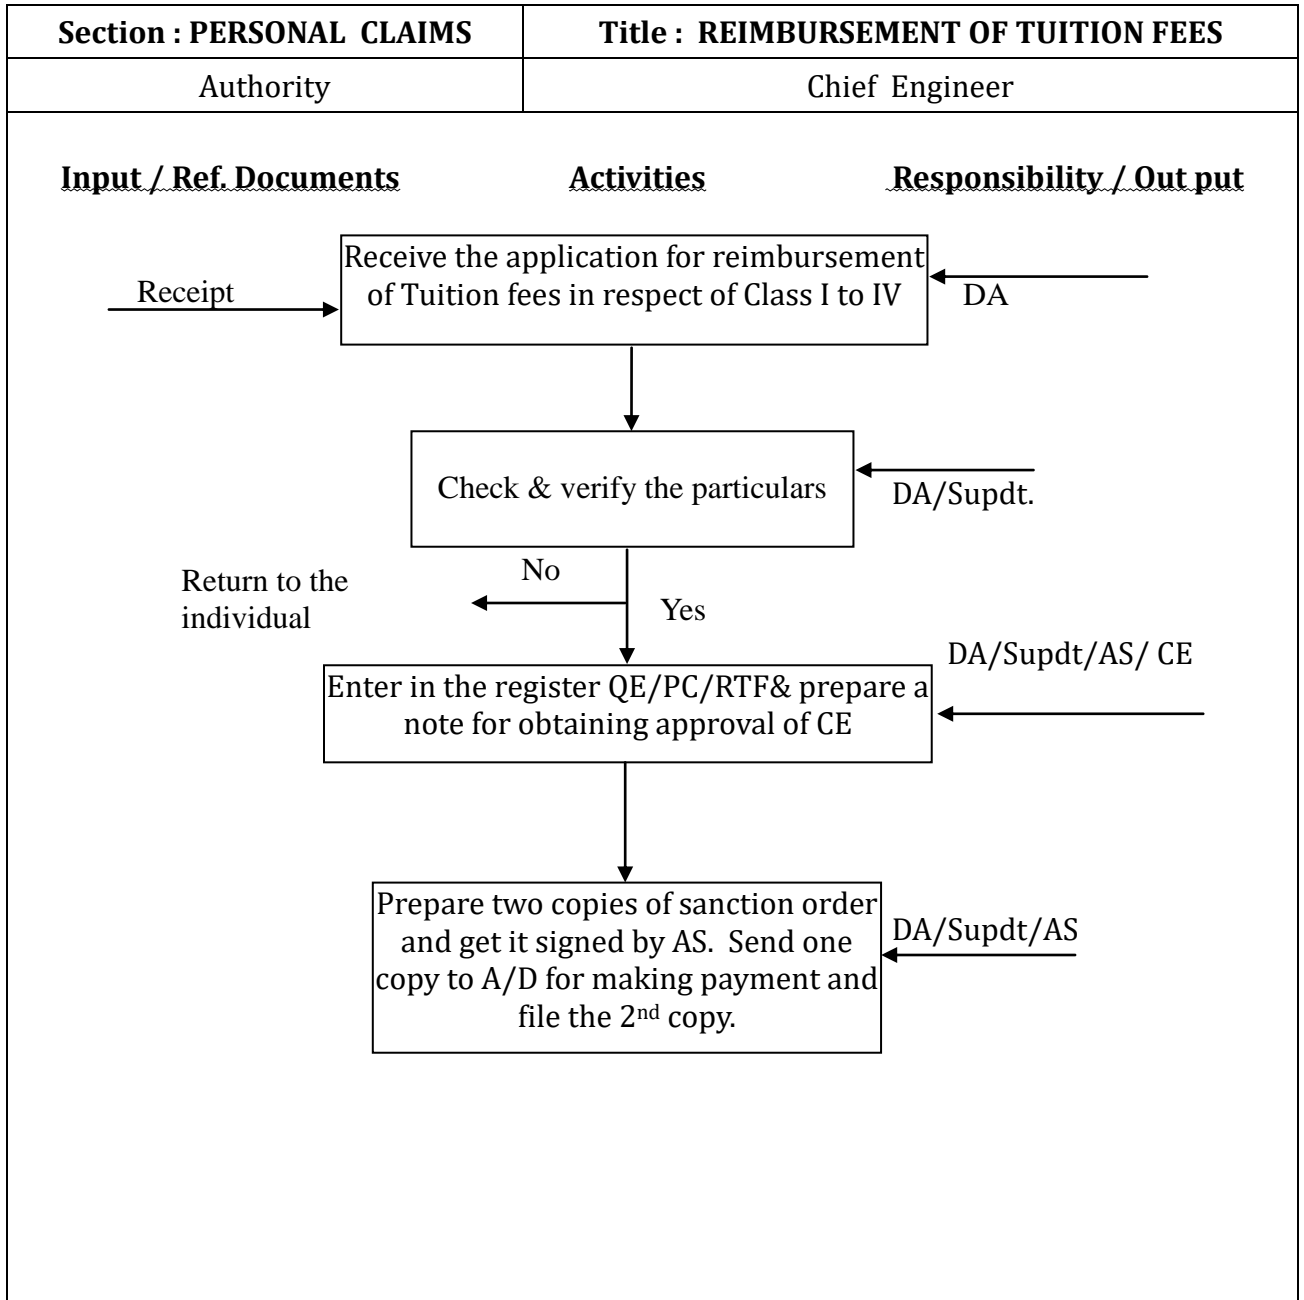 Section : PERSONAL CLAIMS
Title : REIMBURSEMENT OF TUITION FEES
Authority
Chief Engineer
Input / Ref. Documents
Activities
Responsibility / Out put
Receive the application for reimbursement
of Tuition fees in respect of Class I to IV
Receipt
DA
Check & verify the particulars
DA/Supdt.
No
Return to the
individual
Yes
DA/Supdt/AS/ CE
Enter in the register QE/PC/RTF& prepare a
note for obtaining approval of CE
Prepare two copies of sanction order
and get it signed by AS. Send one
copy to A/D for making payment and
file the 2nd copy.
DA/Supdt/AS